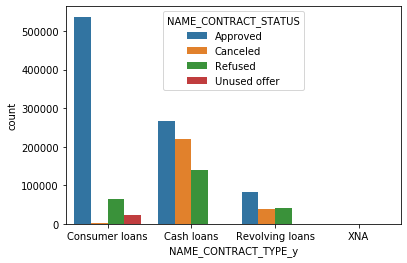 NAME_CONTRACT_STATUS
Approved
Canceled
Refused
Unused offer
500000
400000
300000
200000
100000
0
count
Consumer loans Cash loans Revolving loans XNA
NAME_CONTRACT_TYPE_y